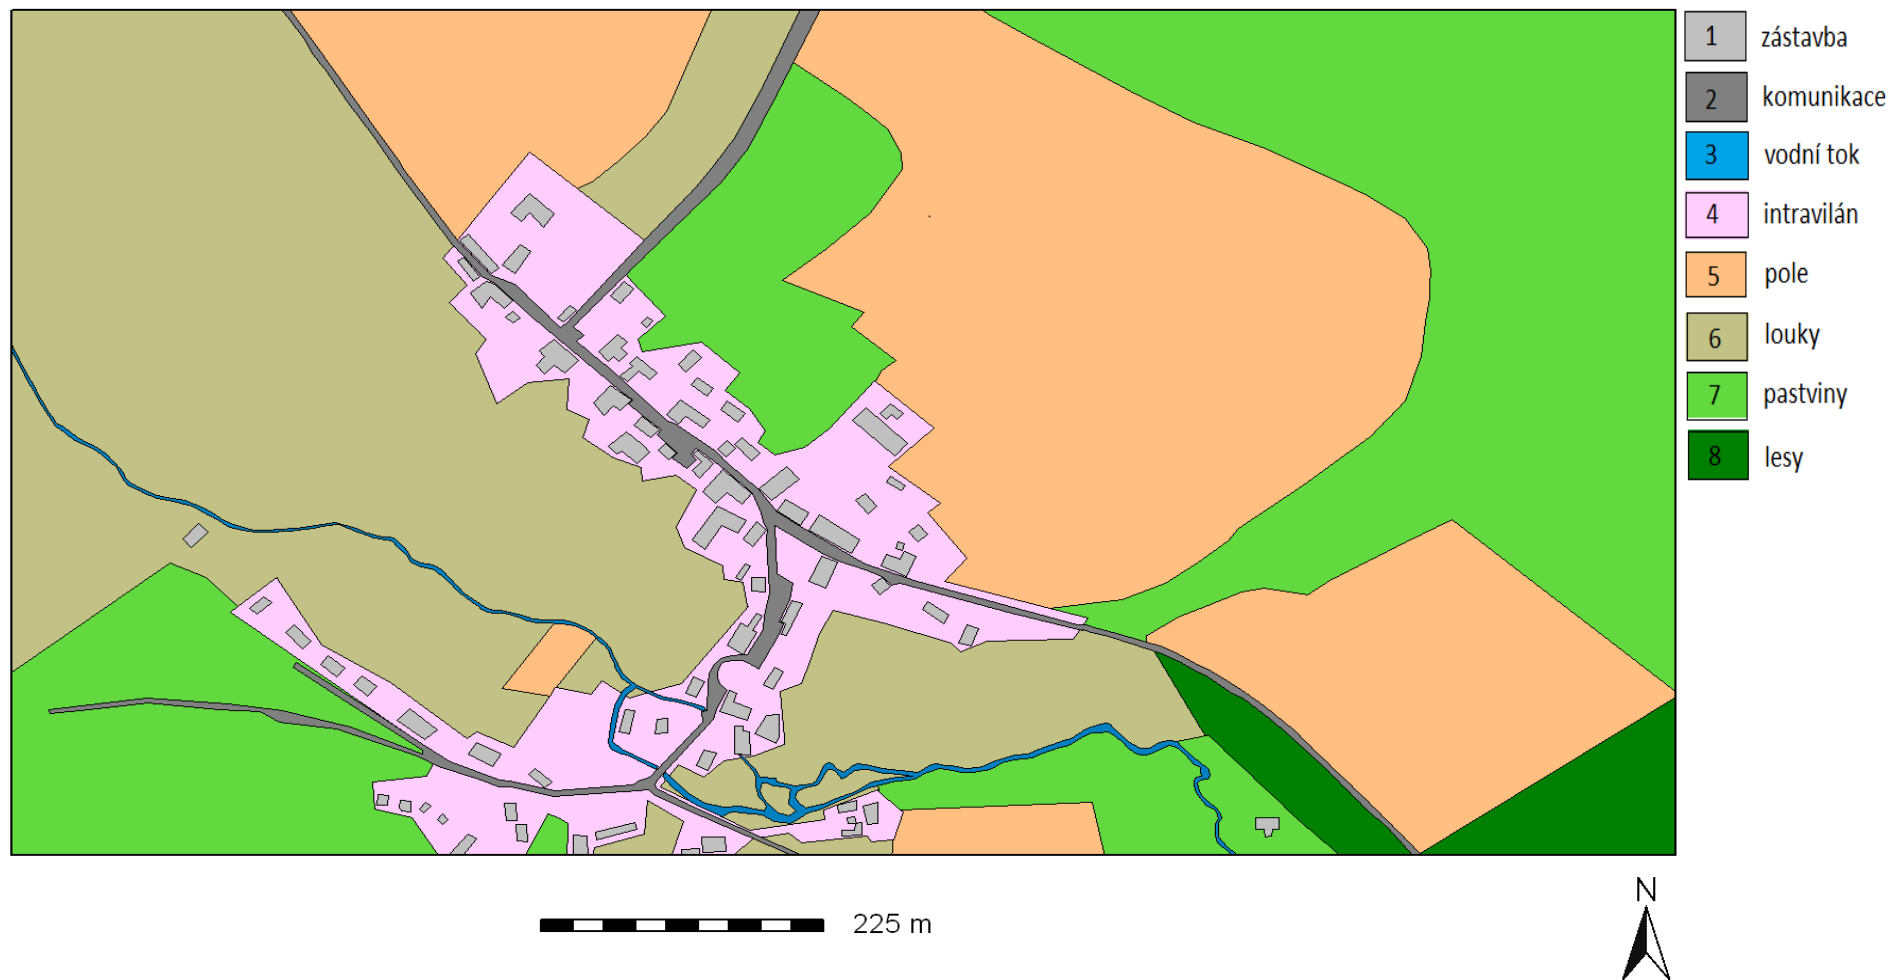 1 zástavba
2 komunikace
3 vodní tok
4 intravilán
5 pole
6 louky
7 pastviny
8 lesy
225 m
N